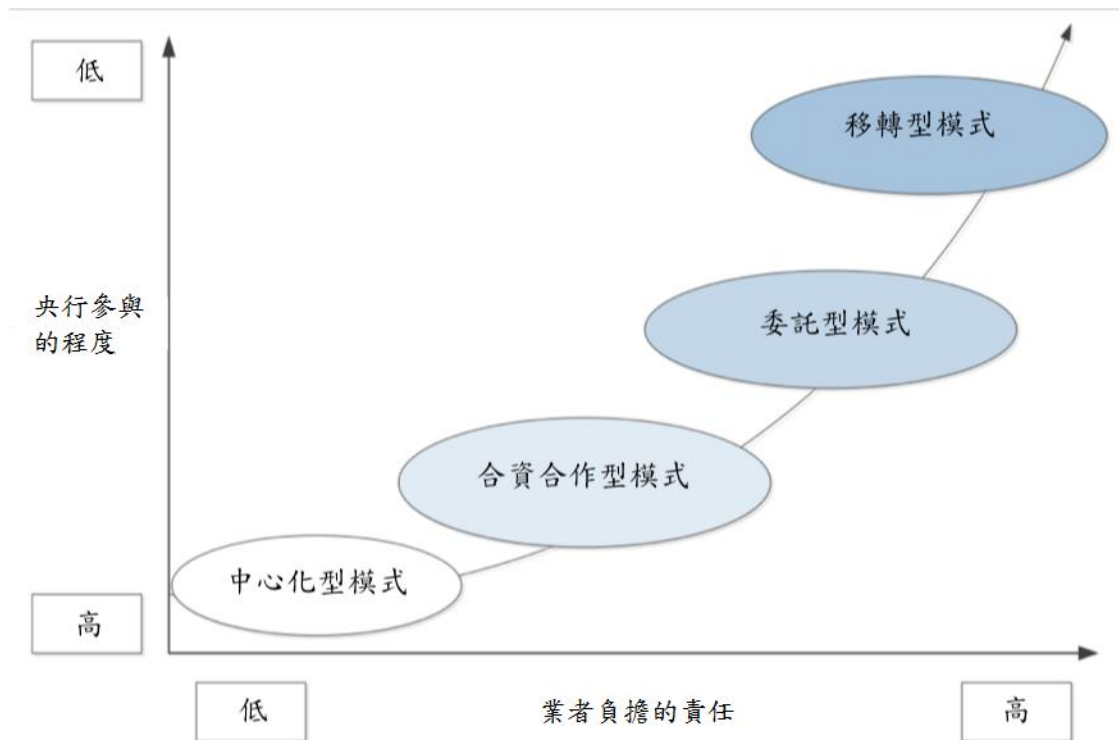 低
移轉型模式
委託型模式
央行參與
的程度
合資合作型模式
中心化型模式
高
低
業者負擔的責任
高